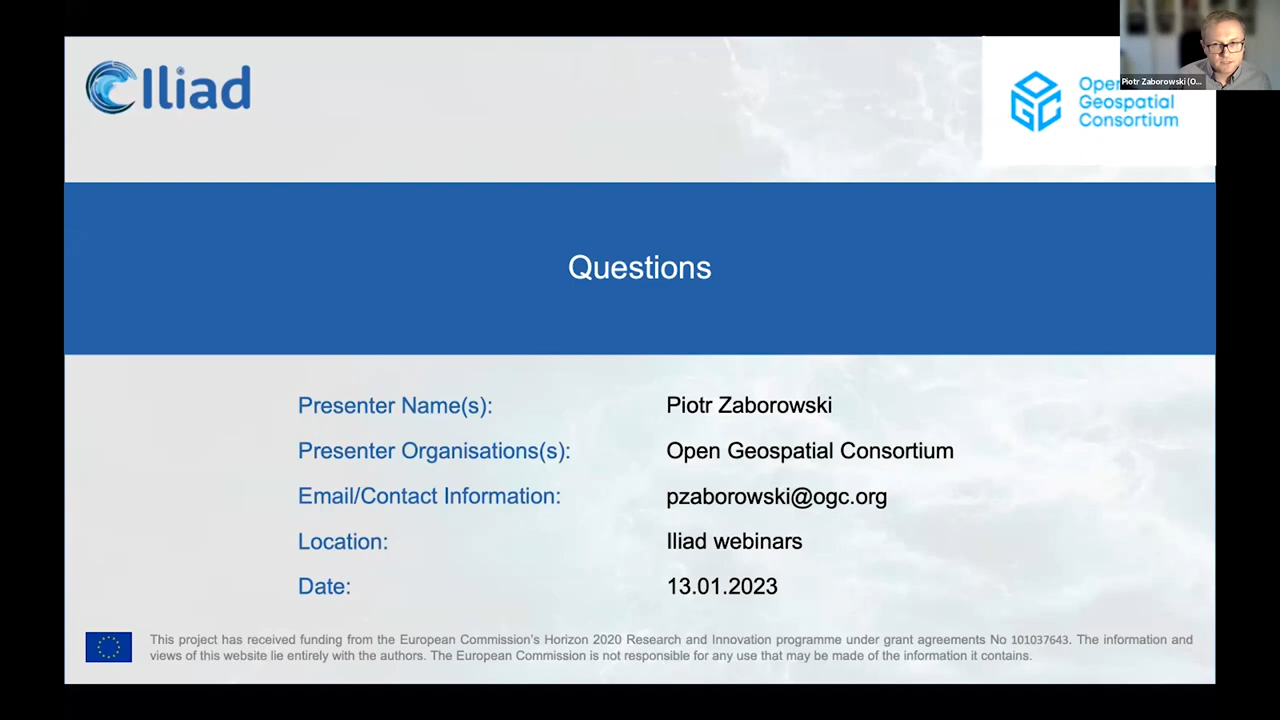 Iliad
Open
Geospatial
Consortium
Piotr Zaborowski (O...
Questions
Presenter Name(s): Piotr Zaborowski
Presenter Organisations(s): Open Geospatial Consortium
Email/Contact Information: pzaborowski@ogc.org
Location: Iliad webinars
Date: 13.01.2023
This project has received funding from the European Commission's Horizon 2020 Research and Innovation programme under grant agreements No 101037643. The information and
views of this website lie entirely with the authors. The European Commission is not responsible for any use that may be made of the information it contains.